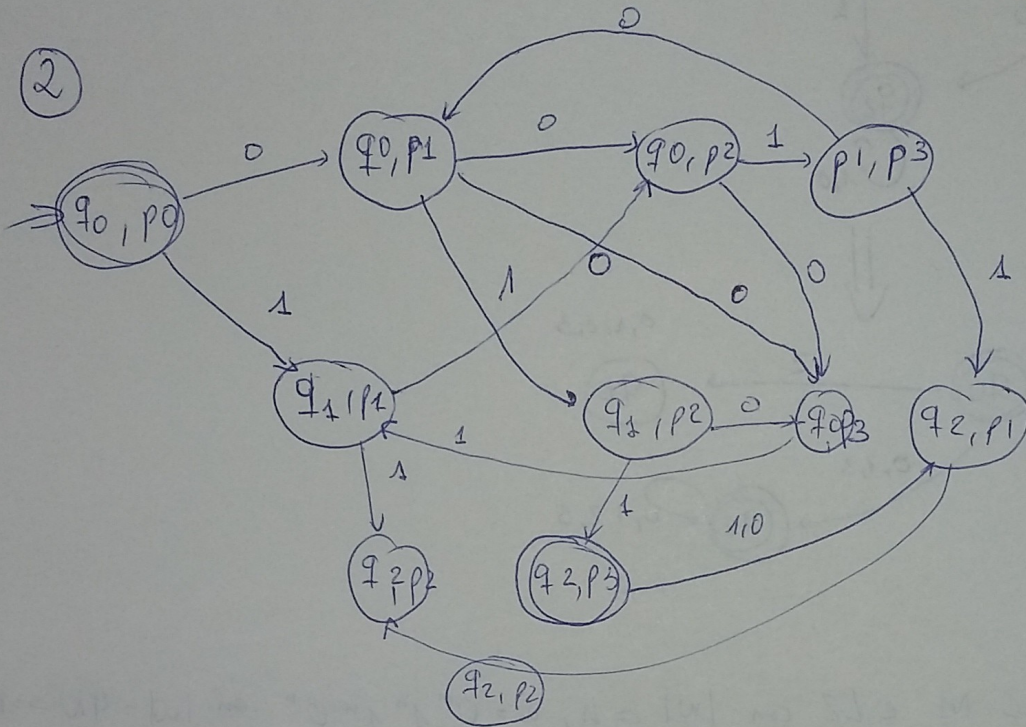 2
0
q0, p0
0
q0, p1
0
q0, p2
1
p1, p3
1
1
0
0
0
1
q1, p1
q1, p2
0
q0p3
q2, p1
1
1
1
1,0
q2, p2
q2, p3
q2, p2